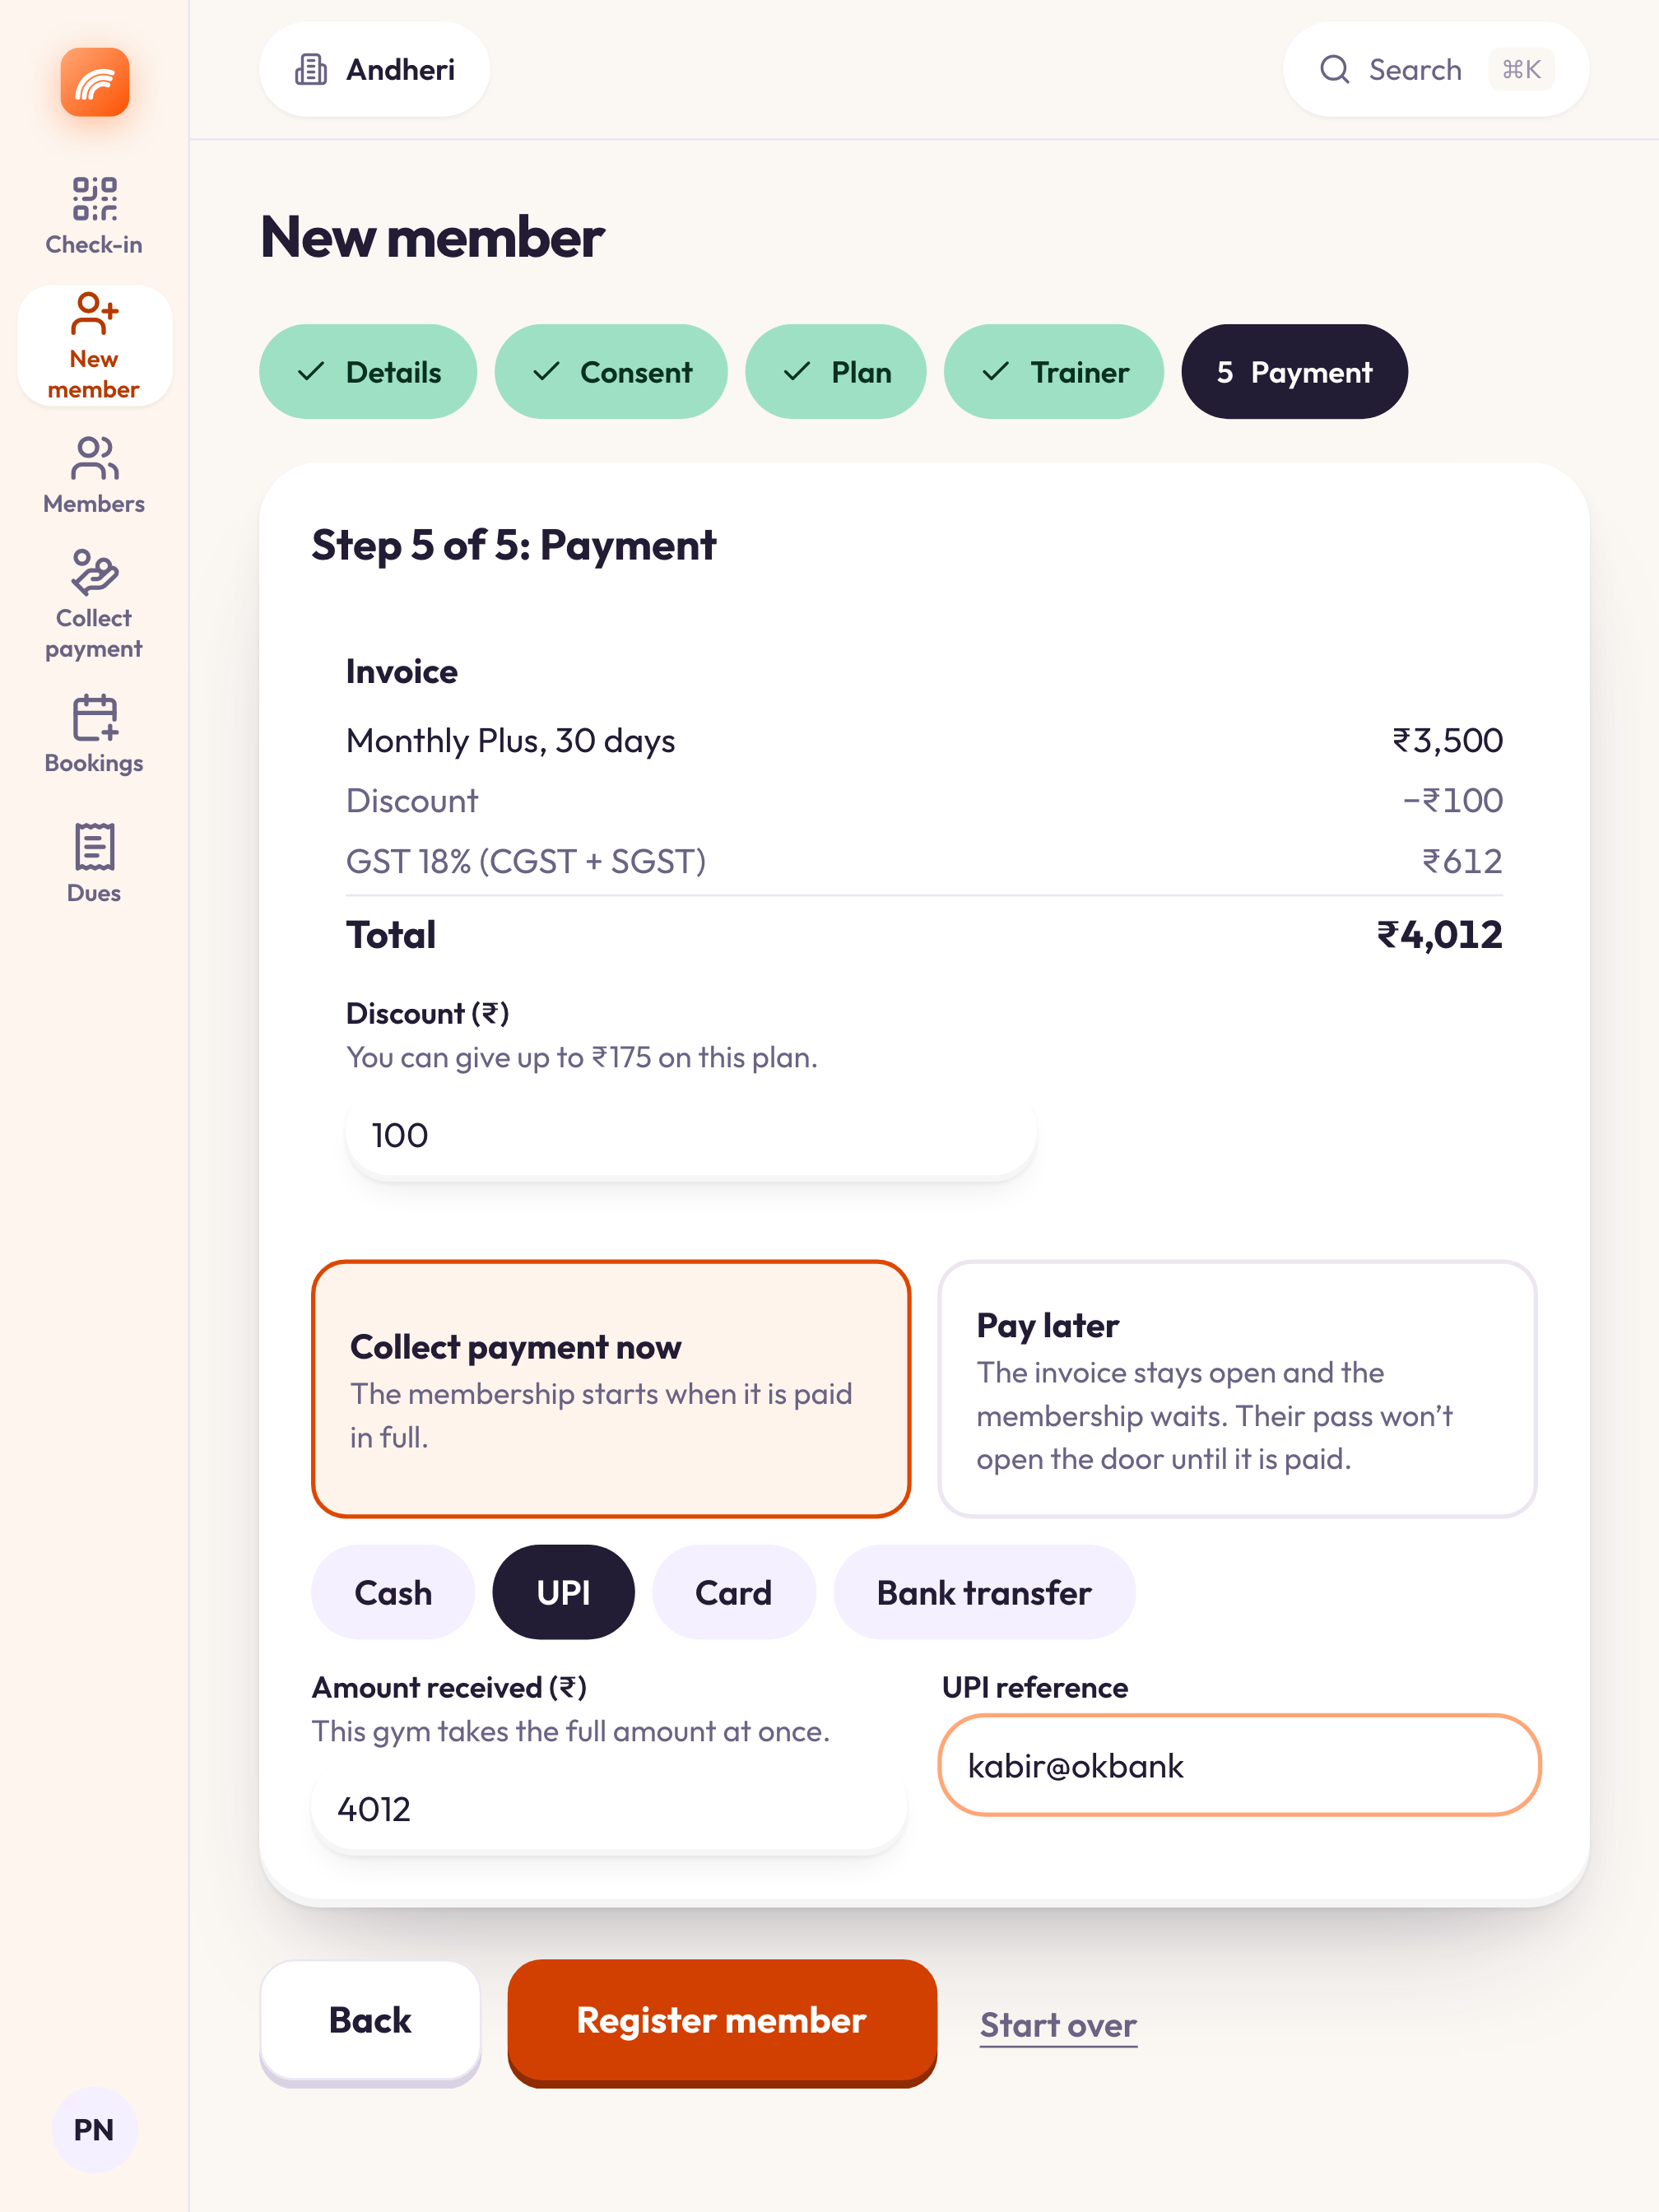 Andheri
Search ⌘K
Check-in
New
member
Members
Collect
payment
Bookings
Dues
PN
New member
Details
Consent
Plan
Trainer
5 Payment
Step 5 of 5: Payment
Invoice
Monthly Plus, 30 days ₹3,500
Discount −₹100
GST 18% (CGST + SGST) ₹612
Total ₹4,012
Discount (₹)
You can give up to ₹175 on this plan.
100
Collect payment now
The membership starts when it is paid
in full.
Pay later
The invoice stays open and the
membership waits. Their pass won’t
open the door until it is paid.
Cash
UPI
Card
Bank transfer
Amount received (₹)
This gym takes the full amount at once.
4012
UPI reference
kabir@okbank
Back
Register member
Start over